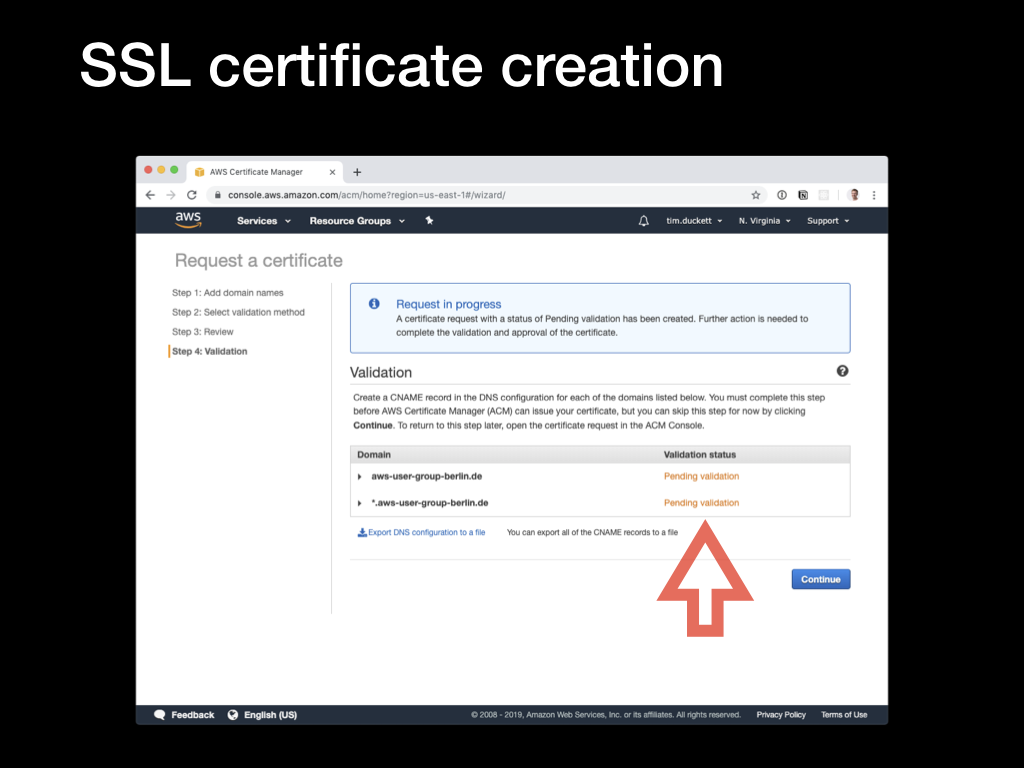 SSL certificate creation
AWS Certificate Manager
console.aws.amazon.com/acm/home?region=us-east-1#/wizard/
aws Services Resource Groups tim.duckett N. Virginia Support
Request a certificate
Step 1: Add domain names
Step 2: Select validation method
Step 3: Review
Step 4: Validation
Request in progress
A certificate request with a status of Pending validation has been created. Further action is needed to
complete the validation and approval of the certificate.
Validation
Create a CNAME record in the DNS configuration for each of the domains listed below. You must complete this step
before AWS Certificate Manager (ACM) can issue your certificate, but you can skip this step for now by clicking
Continue. To return to this step later, open the certificate request in the ACM Console.
Domain Validation status
aws-user-group-berlin.de Pending validation
*.aws-user-group-berlin.de Pending validation
Export DNS configuration to a file You can export all of the CNAME records to a file
Continue
Feedback English (US) © 2008 - 2019, Amazon Web Services, Inc. or its affiliates. All rights reserved. Privacy Policy Terms of Use